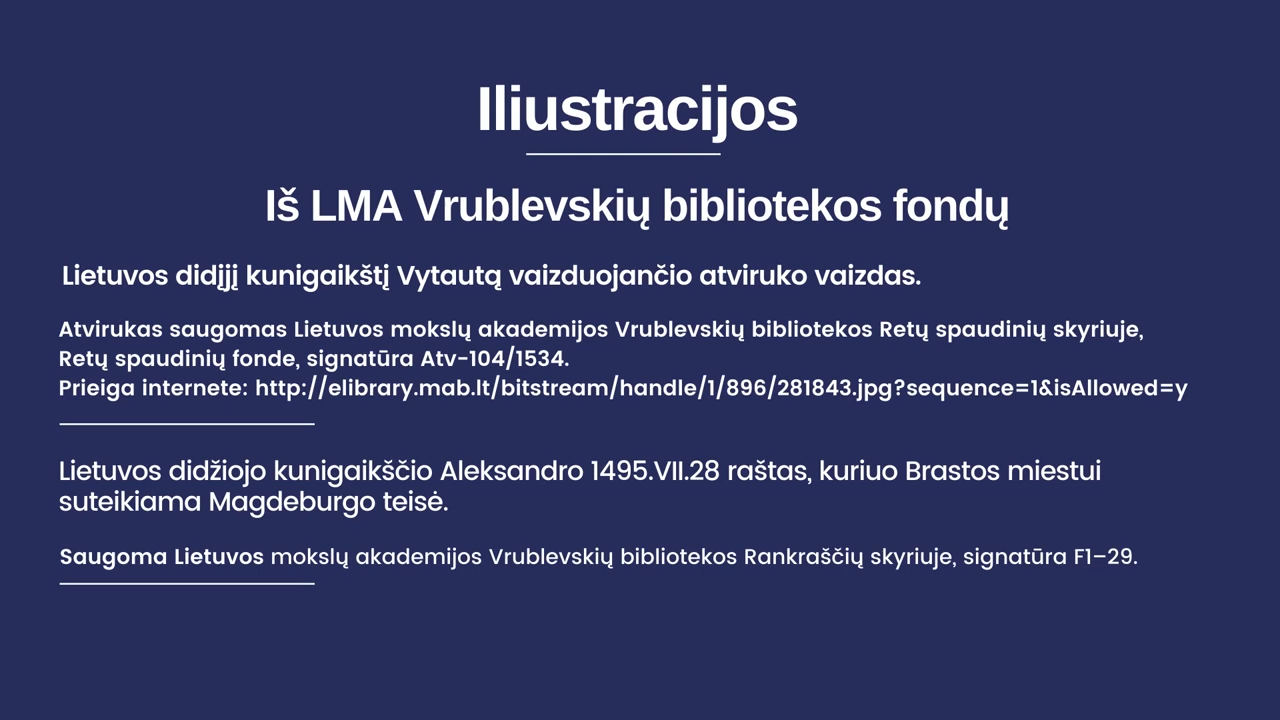 Iliustracijos
Iš LMA Vrublevskių bibliotekos fondų
Lietuvos didįjį kunigaikštį Vytautą vaizduojančio atviruko vaizdas.
Atvirukas saugomas Lietuvos mokslų akademijos Vrublevskių bibliotekos Retų spaudinių skyriuje,
Retų spaudinių fonde, signatūra Atv-104/1534.
Prieiga internete: http://elibrary.mab.lt/bitstream/handle/1/896/281843.jpg?sequence=1&isAllowed=y
Lietuvos didžiojo kunigaikščio Aleksandro 1495.VII.28 raštas, kuriuo Brastos miestui
suteikiama Magdeburgo teisė.
Saugoma Lietuvos mokslų akademijos Vrublevskių bibliotekos Rankraščių skyriuje, signatūra F1–29.